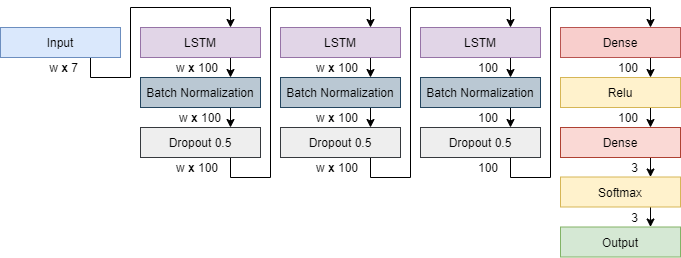 Input
w x 7
LSTM
w x 100
Batch Normalization
w x 100
Dropout 0.5
w x 100
LSTM
w x 100
Batch Normalization
w x 100
Dropout 0.5
w x 100
LSTM
100
Batch Normalization
100
Dropout 0.5
100
Dense
100
Relu
100
Dense
3
Softmax
3
Output